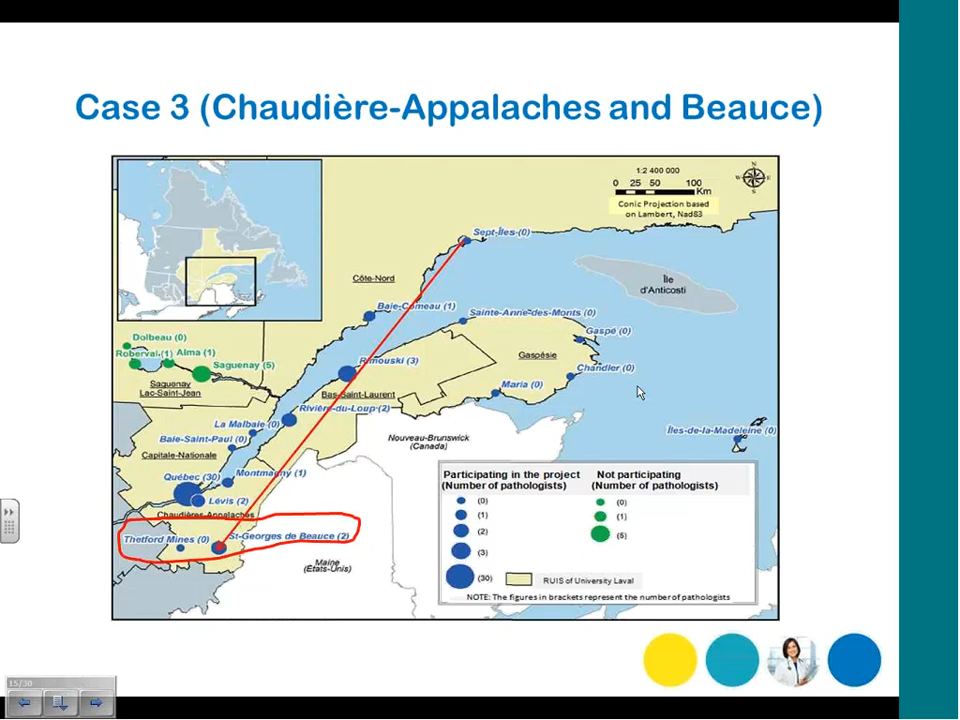 Case 3 (Chaudière-Appalaches and Beauce)
1:2 400 000
0 25 50 100
Km
Conic Projection based
on Lambert, Nad83
N
W E
S
Sept-Îles (0)
Côte-Nord
Île
d'Anticosti
Baie-Comeau (1)
Sainte-Anne-des-Monts (0)
Gaspé (0)
Dolbeau (0)
Roberval (1) Alma (1)
Saguenay (5)
Rimouski (3)
Gaspésie
Chandler (0)
Saguenay
Lac-Saint-Jean
Bas-Saint-Laurent
Maria (0)
Rivière-du-Loup (2)
La Malbaie (0)
Baie-Saint-Paul (0)
Nouveau-Brunswick
(Canada)
Îles-de-la-Madeleine (0)
Capitale-Nationale
Québec (30)
Montmagny (1)
Lévis (2)
Chaudières-Appalaches
Thetford Mines (0)
St-Georges de Beauce (2)
Maine
(États-Unis)
Participating in the project
(Number of pathologists)
(0)
(1)
(2)
(3)
(30)
Not participating
(Number of pathologists)
(0)
(1)
(5)
RUIS of University Laval
NOTE: The figures in brackets represent the number of pathologists
15/30